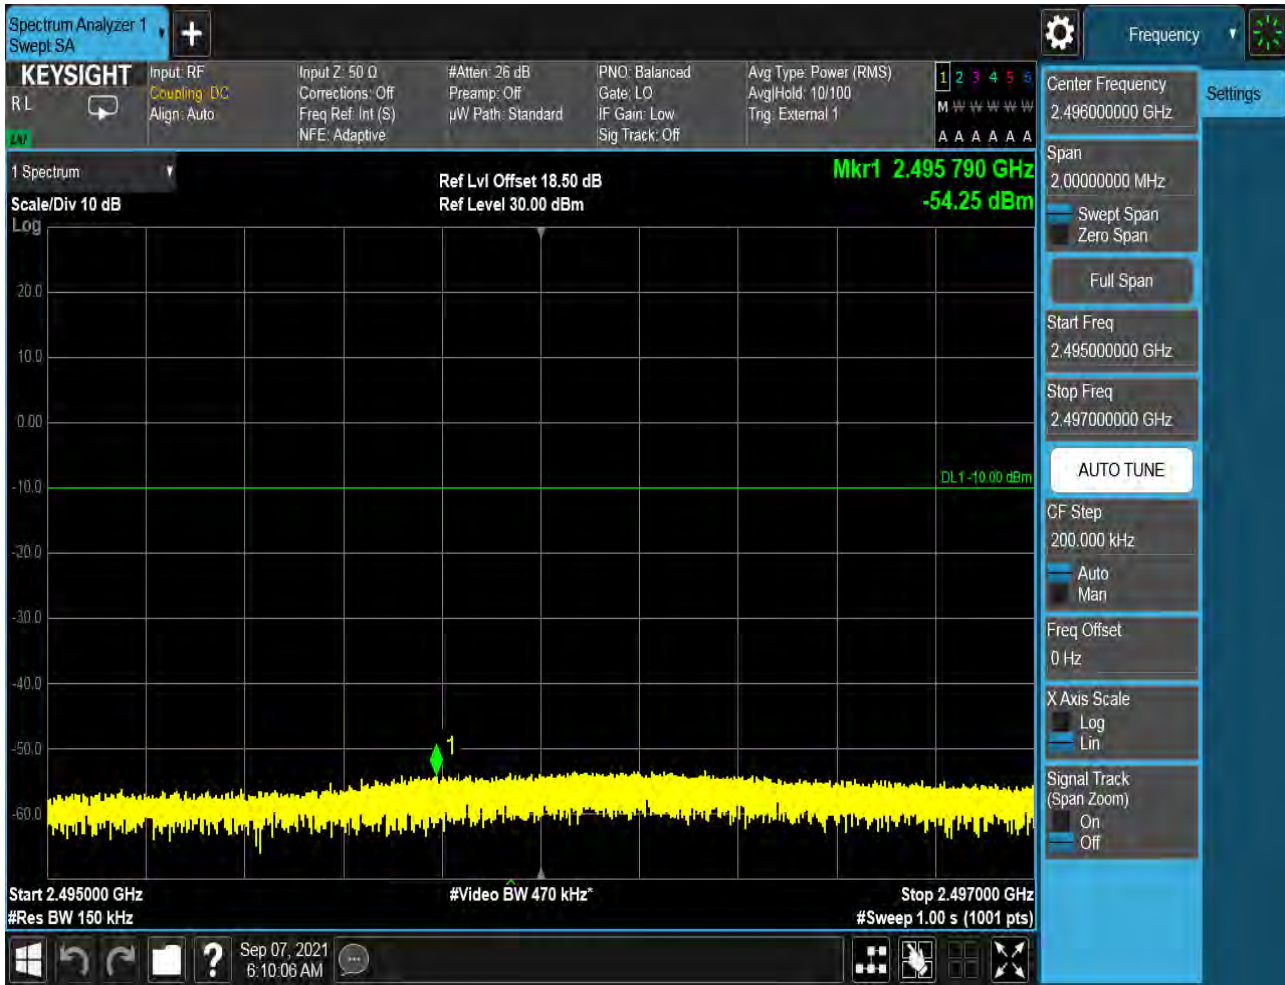 Spectrum Analyzer 1
Swept SA
Frequency
KEYSIGHT
R L
LNI
Input: RF
Coupling: DC
Align: Auto
Input Z: 50 Ω
Corrections: Off
Freq Ref: Int (S)
NFE: Adaptive
#Atten: 26 dB
Preamp: Off
µW Path: Standard
PNO: Balanced
Gate: LO
IF Gain: Low
Sig Track: Off
Avg Type: Power (RMS)
Avg|Hold: 10/100
Trig: External 1
1 2 3 4 5 6
M W W W W W
A A A A A A
1 Spectrum
Scale/Div 10 dB
Ref Lvl Offset 18.50 dB
Ref Level 30.00 dBm
Mkr1 2.495 790 GHz
-54.25 dBm
Log
20.0
10.0
0.00
-10.0
-20.0
-30.0
-40.0
-50.0
-60.0
DL1 -10.00 dBm
1
Start 2.495000 GHz
#Res BW 150 kHz
#Video BW 470 kHz*
Stop 2.497000 GHz
#Sweep 1.00 s (1001 pts)
Sep 07, 2021
6:10:06 AM
Center Frequency
2.496000000 GHz
Settings
Span
2.00000000 MHz
Swept Span
Zero Span
Full Span
Start Freq
2.495000000 GHz
Stop Freq
2.497000000 GHz
AUTO TUNE
CF Step
200.000 kHz
Auto
Man
Freq Offset
0 Hz
X Axis Scale
Log
Lin
Signal Track
(Span Zoom)
On
Off